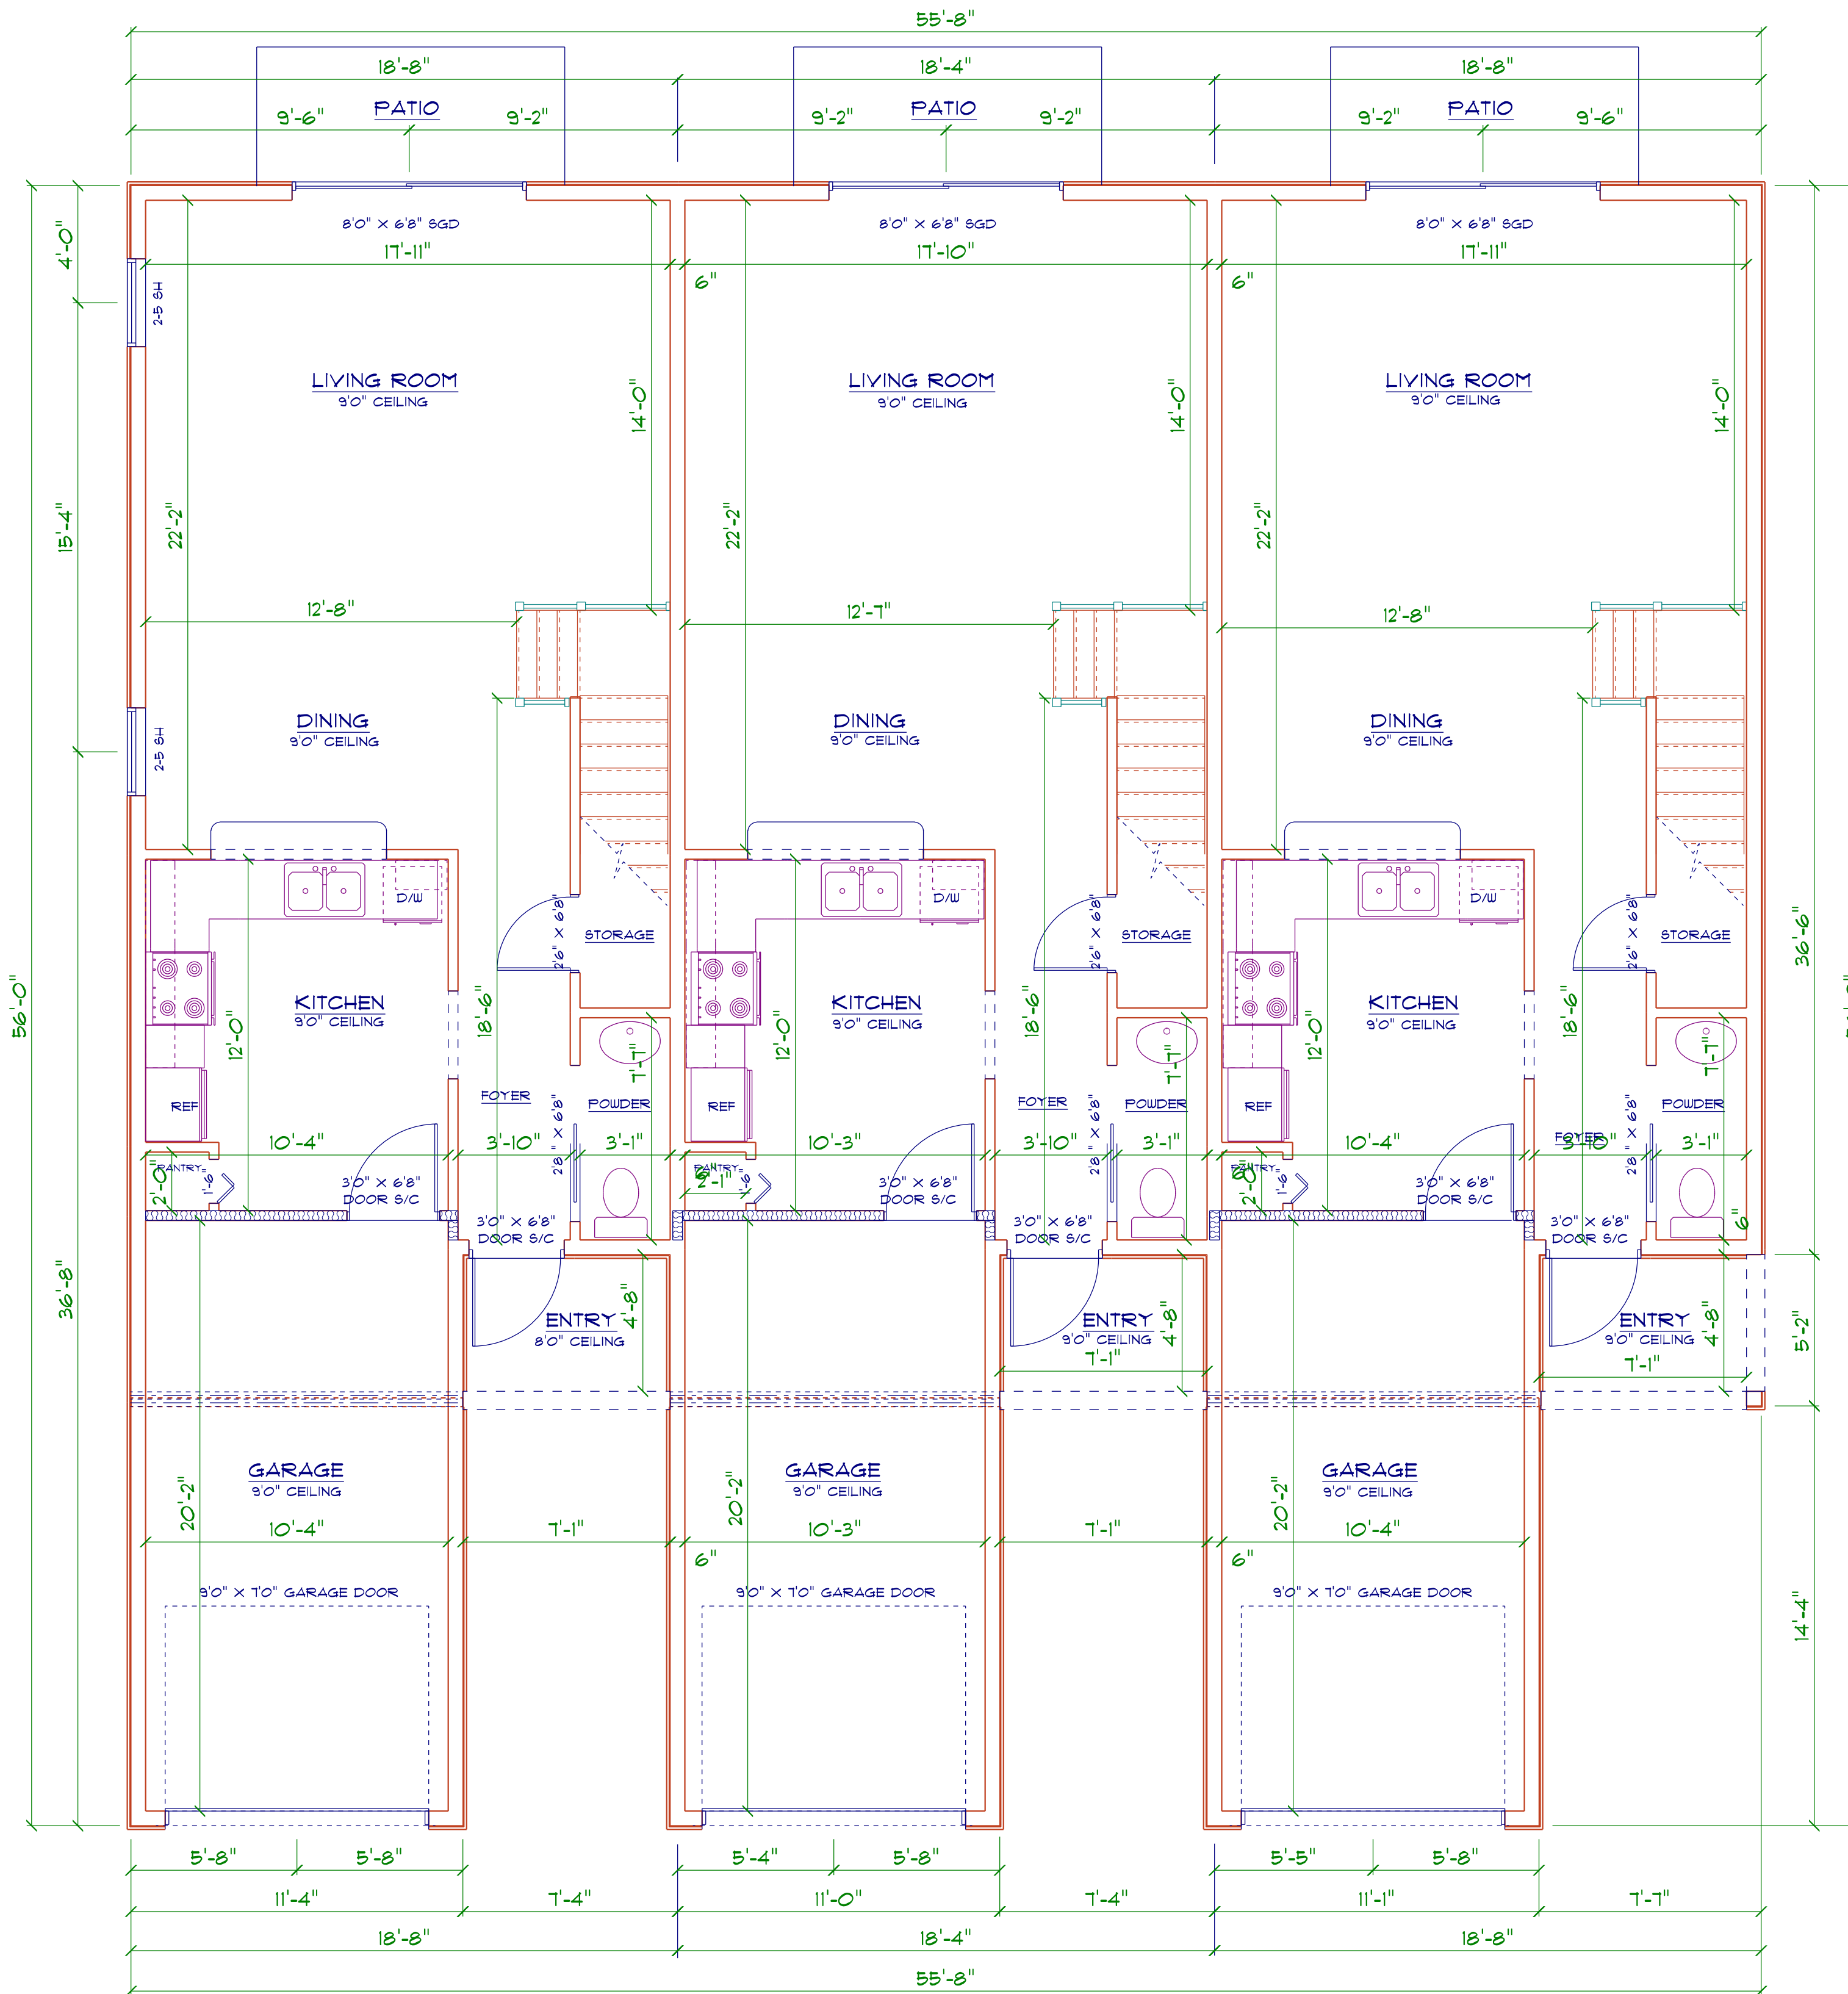 55'-8"
18'-8"
18'-4"
18'-8"
PATIO
PATIO
PATIO
9'-6"
9'-2"
9'-2"
9'-2"
9'-2"
9'-6"
8'0" X 6'8" SGD
8'0" X 6'8" SGD
8'0" X 6'8" SGD
4'-0"
17'-11"
17'-10"
17'-11"
6"
6"
2-5 SH
LIVING ROOM
9'0" CEILING
LIVING ROOM
9'0" CEILING
LIVING ROOM
9'0" CEILING
14'-0"
14'-0"
14'-0"
15'-4"
22'-2"
22'-2"
22'-2"
12'-8"
12'-7"
12'-8"
2-5 SH
DINING
9'0" CEILING
DINING
9'0" CEILING
DINING
9'0" CEILING
D/W
D/W
D/W
2'6" X 6'8"
2'6" X 6'8"
2'6" X 6'8"
STORAGE
STORAGE
STORAGE
36'-6"
56'-0"
KITCHEN
9'0" CEILING
KITCHEN
9'0" CEILING
KITCHEN
9'0" CEILING
12'-0"
18'-6"
12'-0"
18'-6"
12'-0"
18'-6"
7'-7"
7'-7"
7'-7"
REF
REF
REF
FOYER
FOYER
FOYER
POWDER
POWDER
POWDER
2'8" X 6'8"
2'8" X 6'8"
2'8" X 6'8"
10'-4"
3'-10"
3'-1"
10'-3"
3'-10"
3'-1"
10'-4"
3'-10"
3'-1"
PANTRY
PANTRY
PANTRY
2'-0"
1'-6"
2'-1"
1'-6"
2'-0"
1'-6"
6"
3'0" X 6'8"
DOOR S/C
3'0" X 6'8"
DOOR S/C
3'0" X 6'8"
DOOR S/C
3'0" X 6'8"
DOOR S/C
3'0" X 6'8"
DOOR S/C
3'0" X 6'8"
DOOR S/C
36'-8"
ENTRY
8'0" CEILING
4'-8"
ENTRY
9'0" CEILING
4'-8"
ENTRY
9'0" CEILING
4'-8"
5'-2"
7'-1"
7'-1"
GARAGE
9'0" CEILING
GARAGE
9'0" CEILING
GARAGE
9'0" CEILING
20'-2"
20'-2"
20'-2"
10'-4"
7'-1"
10'-3"
7'-1"
10'-4"
6"
6"
9'0" X 7'0" GARAGE DOOR
9'0" X 7'0" GARAGE DOOR
9'0" X 7'0" GARAGE DOOR
14'-4"
5'-8"
5'-8"
5'-4"
5'-8"
5'-5"
5'-8"
11'-4"
7'-4"
11'-0"
7'-4"
11'-1"
7'-7"
18'-8"
18'-4"
18'-8"
55'-8"